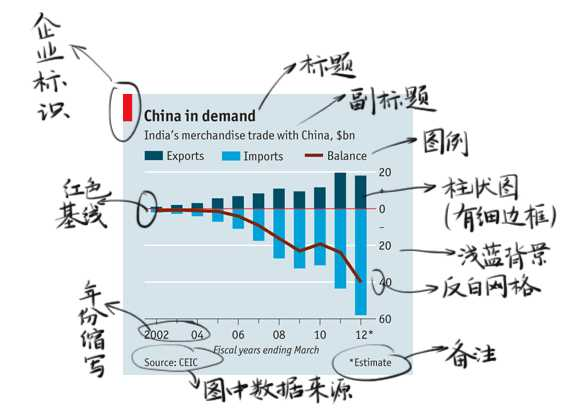 企业标识
标题
副标题
China in demand
India's merchandise trade with China, $bn
Exports Imports Balance
图例
20
+
0
–
20
40
60
红色
基线
柱状图
(有细边框)
浅蓝背景
反白网格
年份缩写
2002 04 06 08 10 12*
Fiscal years ending March
Source: CEIC
*Estimate
备注
图中数据来源